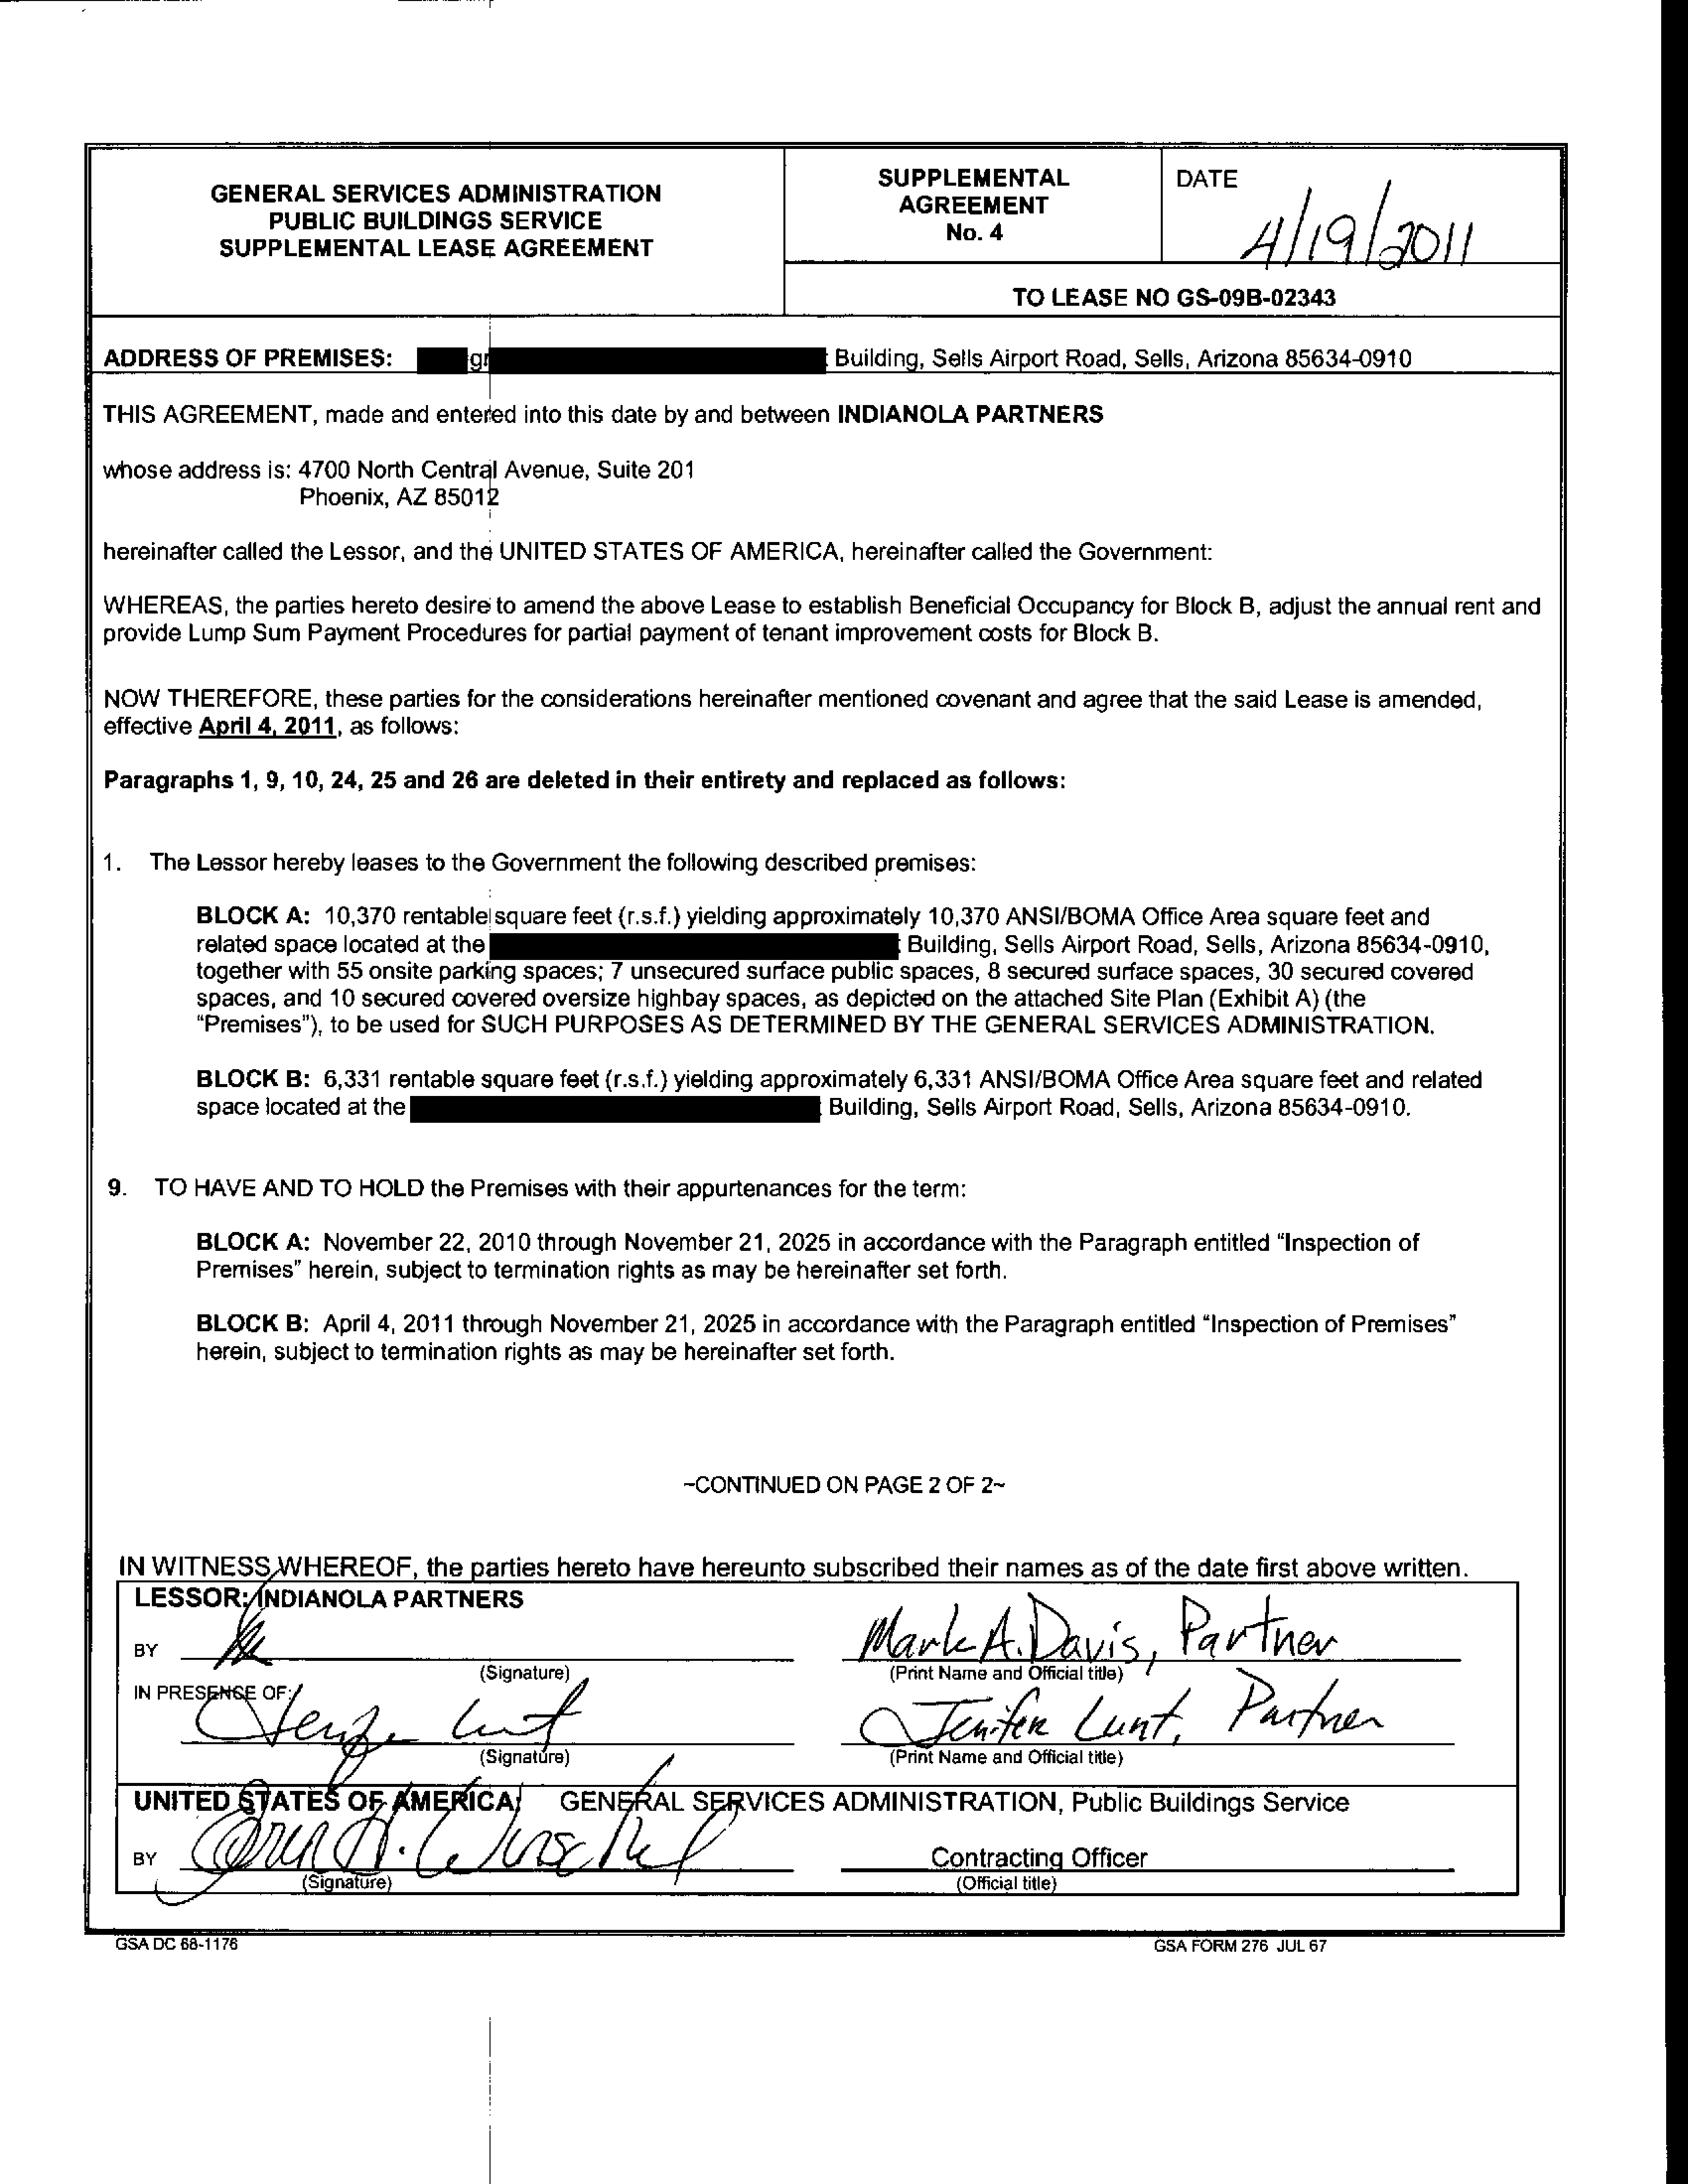 GENERAL SERVICES ADMINISTRATION
PUBLIC BUILDINGS SERVICE
SUPPLEMENTAL LEASE AGREEMENT
SUPPLEMENTAL
AGREEMENT
No. 4
DATE
4/19/2011
TO LEASE NO GS-09B-02343
ADDRESS OF PREMISES: Building, Sells Airport Road, Sells, Arizona 85634-0910
THIS AGREEMENT, made and entered into this date by and between INDIANOLA PARTNERS
whose address is: 4700 North Central Avenue, Suite 201
Phoenix, AZ 85012
hereinafter called the Lessor, and the UNITED STATES OF AMERICA, hereinafter called the Government:
WHEREAS, the parties hereto desire to amend the above Lease to establish Beneficial Occupancy for Block B, adjust the annual rent and
provide Lump Sum Payment Procedures for partial payment of tenant improvement costs for Block B.
NOW THEREFORE, these parties for the considerations hereinafter mentioned covenant and agree that the said Lease is amended,
effective April 4, 2011, as follows:
Paragraphs 1, 9, 10, 24, 25 and 26 are deleted in their entirety and replaced as follows:
1. The Lessor hereby leases to the Government the following described premises:
BLOCK A: 10,370 rentable square feet (r.s.f.) yielding approximately 10,370 ANSI/BOMA Office Area square feet and
related space located at the Building, Sells Airport Road, Sells, Arizona 85634-0910,
together with 55 onsite parking spaces; 7 unsecured surface public spaces, 8 secured surface spaces, 30 secured covered
spaces, and 10 secured covered oversize highbay spaces, as depicted on the attached Site Plan (Exhibit A) (the
"Premises"), to be used for SUCH PURPOSES AS DETERMINED BY THE GENERAL SERVICES ADMINISTRATION.
BLOCK B: 6,331 rentable square feet (r.s.f.) yielding approximately 6,331 ANSI/BOMA Office Area square feet and related
space located at the Building, Sells Airport Road, Sells, Arizona 85634-0910.
9. TO HAVE AND TO HOLD the Premises with their appurtenances for the term:
BLOCK A: November 22, 2010 through November 21, 2025 in accordance with the Paragraph entitled "Inspection of
Premises" herein, subject to termination rights as may be hereinafter set forth.
BLOCK B: April 4, 2011 through November 21, 2025 in accordance with the Paragraph entitled "Inspection of Premises"
herein, subject to termination rights as may be hereinafter set forth.
~CONTINUED ON PAGE 2 OF 2~
IN WITNESS WHEREOF, the parties hereto have hereunto subscribed their names as of the date first above written.
LESSOR: INDIANOLA PARTNERS
BY
Mark A. Davis, Partner
(Signature) (Print Name and Official title)
IN PRESENCE OF:
Jenifer Lunt, Partner
(Signature) (Print Name and Official title)
UNITED STATES OF AMERICA, GENERAL SERVICES ADMINISTRATION, Public Buildings Service
BY
Contracting Officer
(Signature) (Official title)
GSA DC 68-1176 GSA FORM 276 JUL 67